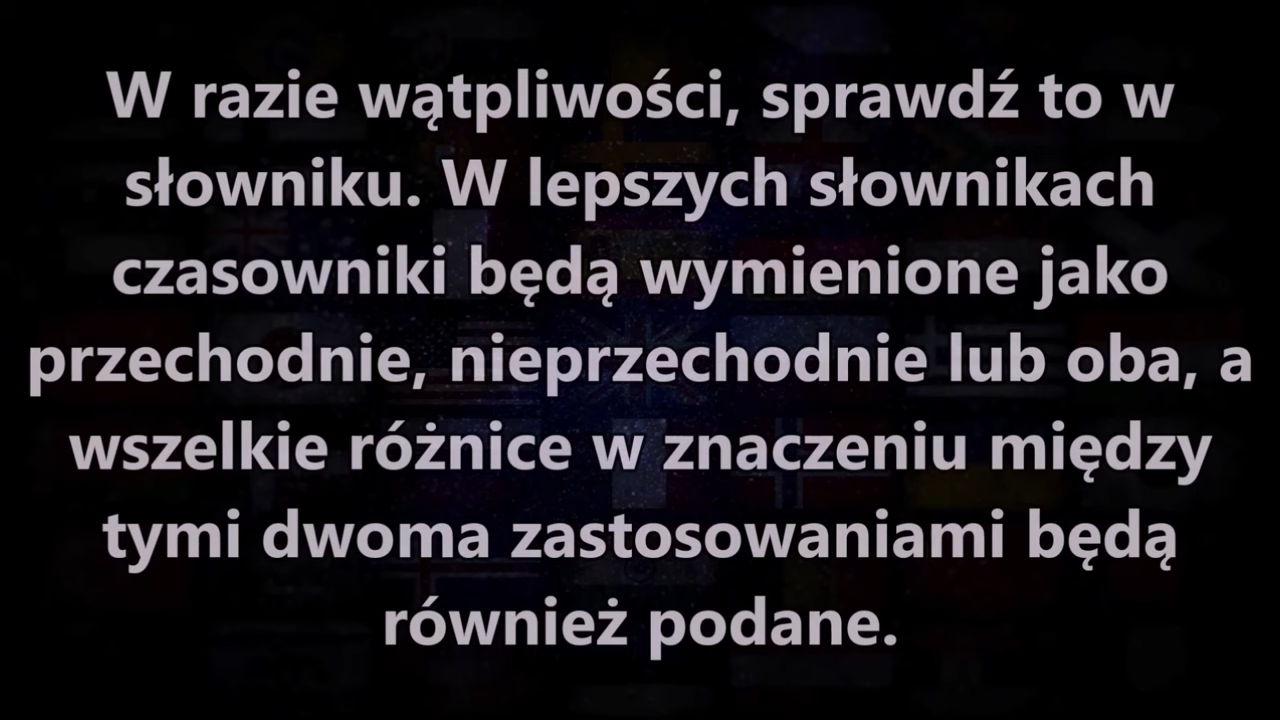 W razie wątpliwości, sprawdź to w
słowniku. W lepszych słownikach
czasowniki będą wymienione jako
przechodnie, nieprzechodnie lub oba, a
wszelkie różnice w znaczeniu między
tymi dwoma zastosowaniami będą
również podane.